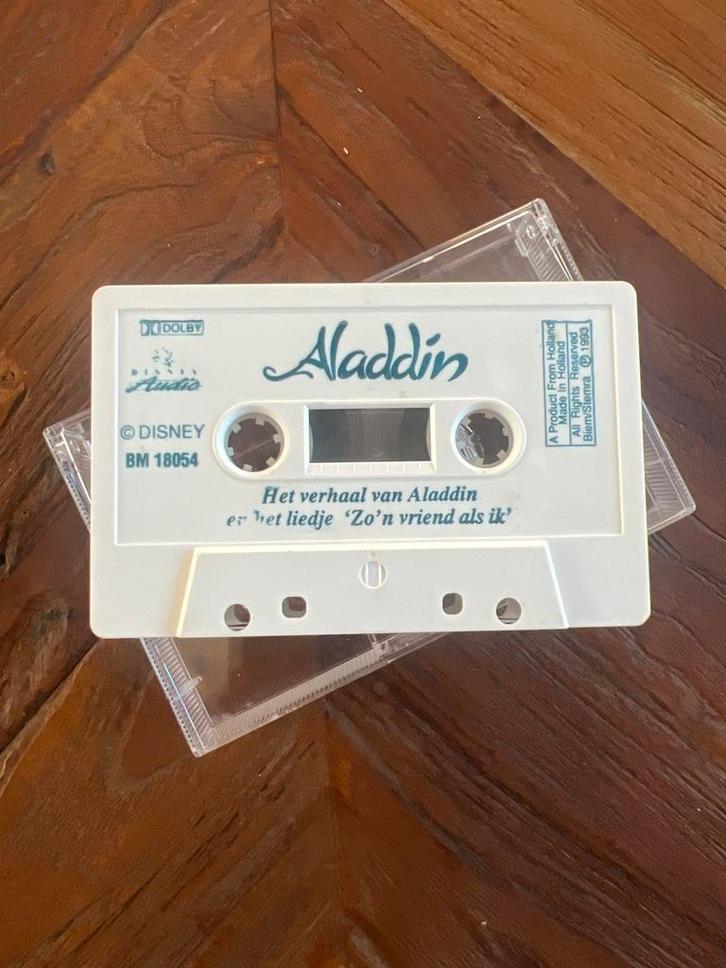 DOLBY
Aladdin
DISNEY
Audio
© DISNEY
BM 18054
Het verhaal van Aladdin
en het liedje ‘Zo’n vriend als ik’
A Product From Holland
Made In Holland
All Rights Reserved
Biem/Stemra ℗ 1993